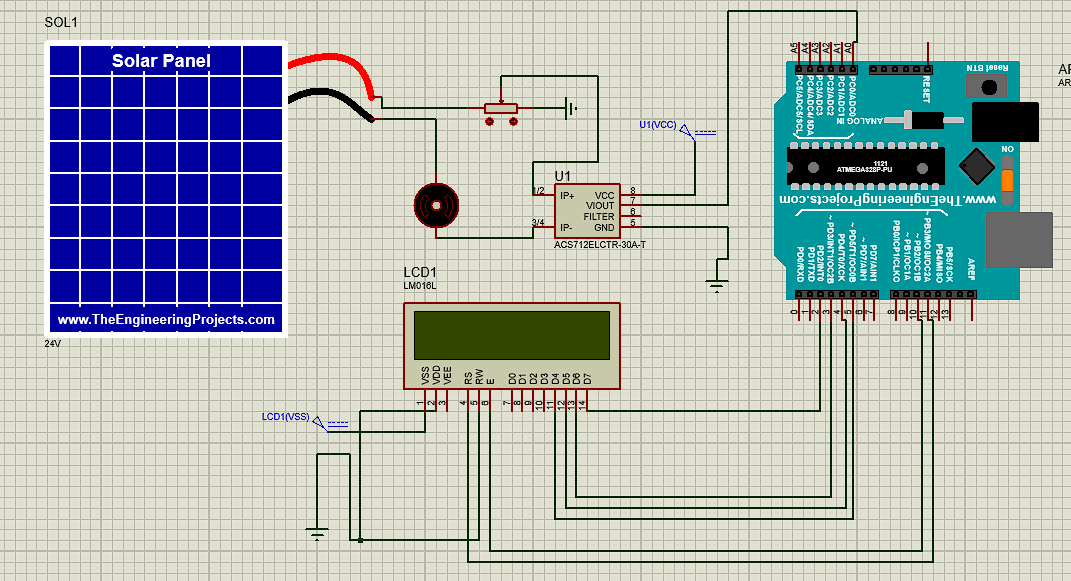 SOL1
Solar Panel
www.TheEngineeringProjects.com
24V
U1(VCC)
U1
1/2
3/4
IP+
IP-
VCC
VIOUT
FILTER
GND
8
7
6
5
ACS712ELCTR-30A-T
LCD1
LM016L
VSS
VDD
VEE
RS
RW
E
D0
D1
D2
D3
D4
D5
D6
D7
1
2
3
4
5
6
7
8
9
10
11
12
13
14
LCD1(VSS)
AR
AR
A5
A4
A3
A2
A1
A0
RESET
Reset BTN
PC5/ADC5/SCL
PC4/ADC4/SDA
PC3/ADC3
PC2/ADC2
PC1/ADC1
PC0/ADC0
ANALOG IN
ON
1121
ATMEGA328P-PU
www.TheEngineeringProjects.com
PD0/RXD
PD1/TXD
PD2/INT0
~ PD3/INT1/OC2B
PD4/T0/XCK
~ PD5/T1/OC0B
~ PD7/AIN1
PD7/AIN1
PB0/ICP1/CLKO
~ PB1/OC1A
~ PB2/OC1B
~ PB3/MOSI/OC2A
PB4/MISO
PB5/SCK
AREF
0
1
2
3
4
5
6
7
8
9
10
11
12
13